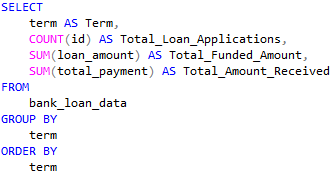 SELECT
    term AS Term,
    COUNT(id) AS Total_Loan_Applications,
    SUM(loan_amount) AS Total_Funded_Amount,
    SUM(total_payment) AS Total_Amount_Received
FROM
    bank_loan_data
GROUP BY
    term
ORDER BY
    term